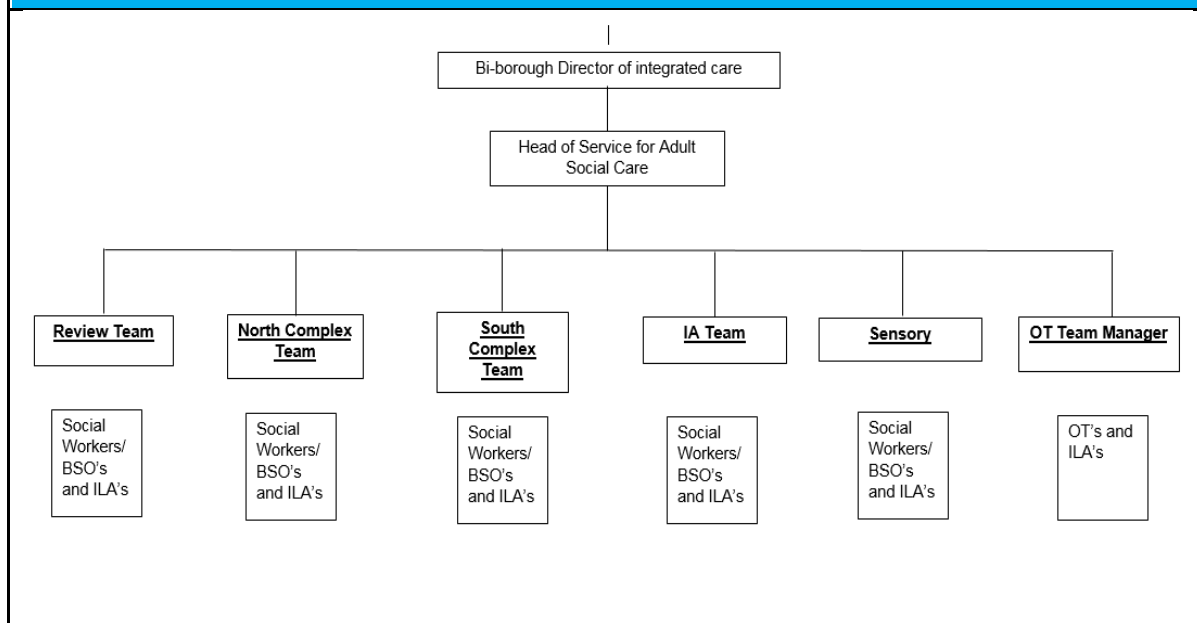 Bi-borough Director of integrated care
Head of Service for Adult
Social Care
Review Team
North Complex
Team
South
Complex
Team
IA Team
Sensory
OT Team Manager
Social
Workers/
BSO's
and ILA's
Social
Workers/
BSO's
and ILA's
Social
Workers/
BSO's
and ILA's
Social
Workers/
BSO's
and ILA's
Social
Workers/
BSO's
and ILA's
OT's and
ILA's